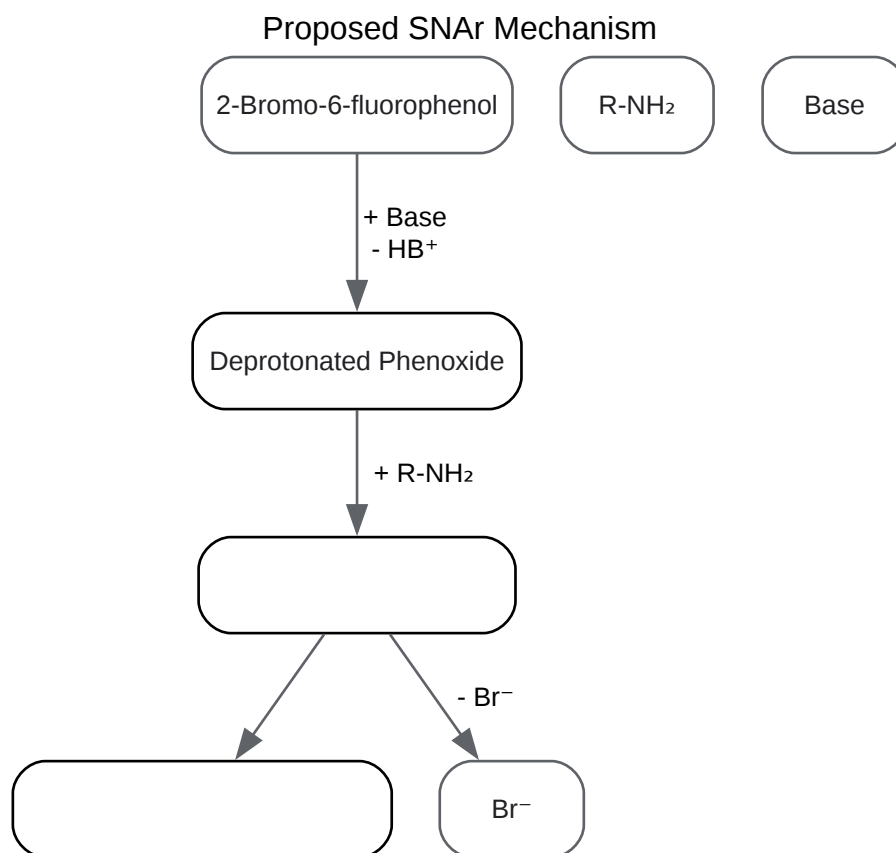 Proposed SNAr Mechanism
2-Bromo-6-fluorophenol
R-NH₂
Base
+ Base
- HB⁺
Deprotonated Phenoxide
+ R-NH₂
- Br⁻
Br⁻